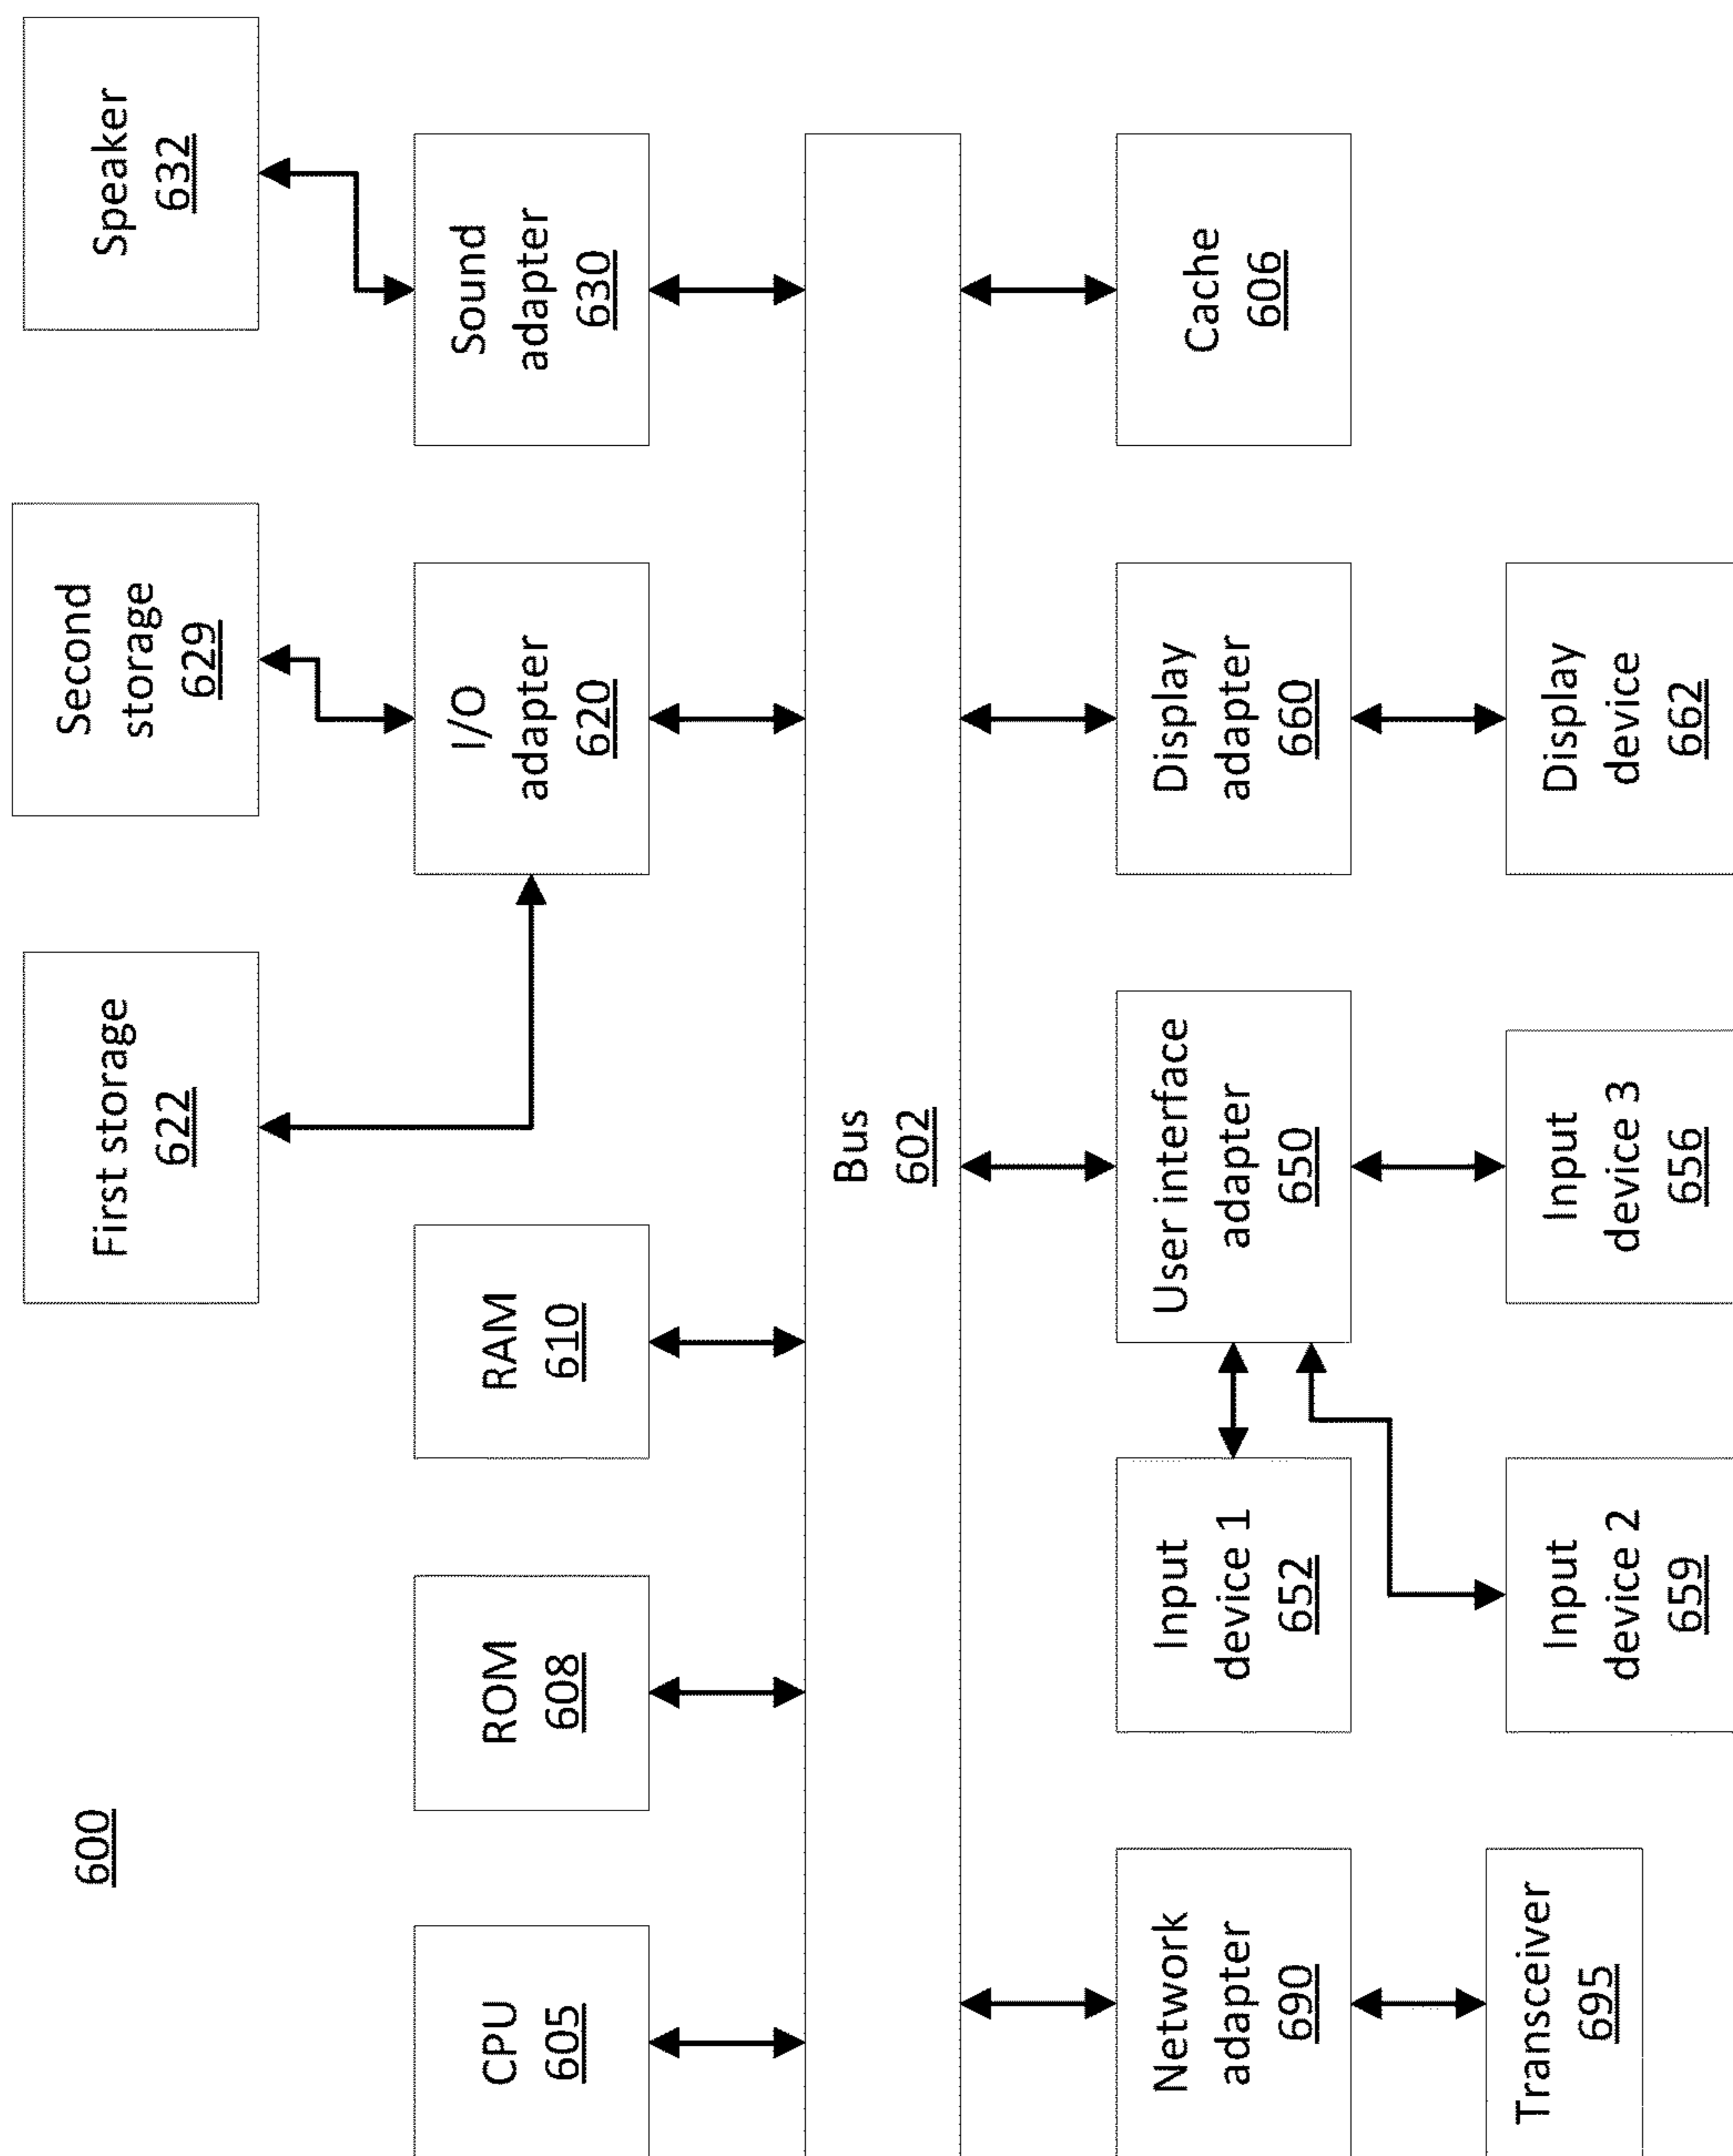 600
First storage
622
Second
storage
629
Speaker
632
CPU
605
ROM
608
RAM
610
I/O
adapter
620
Sound
adapter
630
Bus
602
Network
adapter
690
Input
device 1
652
User interface
adapter
650
Display
adapter
660
Cache
606
Transceiver
695
Input
device 2
659
Input
device 3
656
Display
device
662